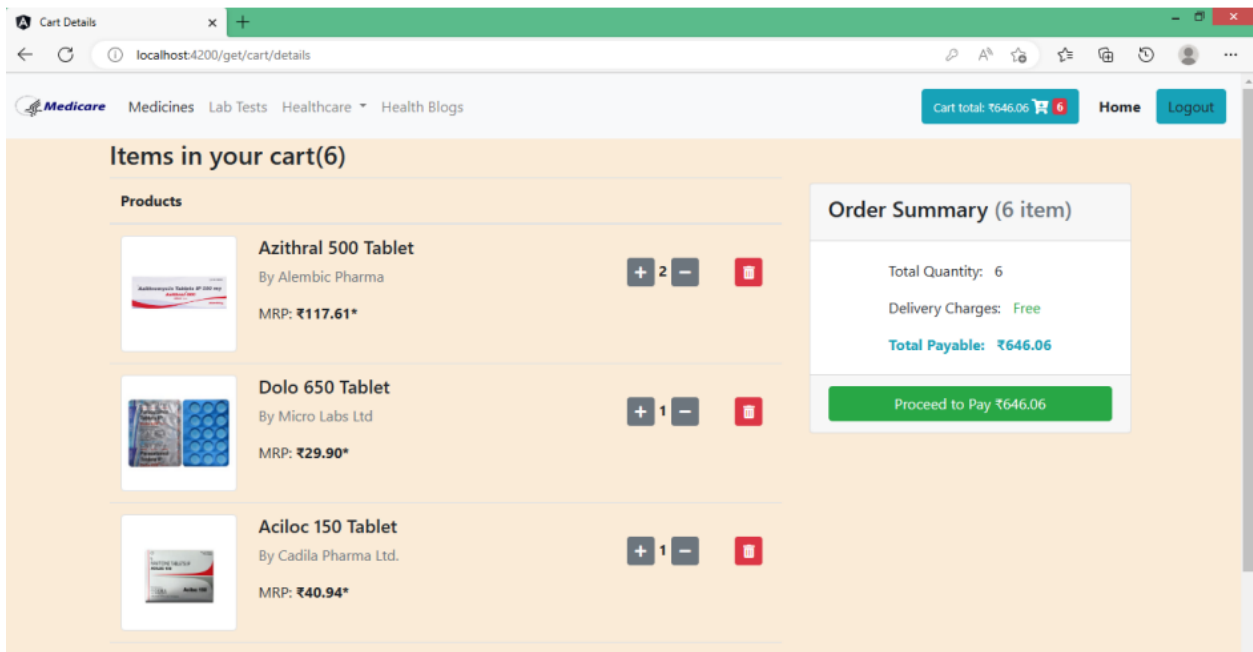 Cart Details
localhost:4200/get/cart/details
Medicare Medicines Lab Tests Healthcare Health Blogs Cart total: ₹646.06 6 Home Logout
Items in your cart(6)
Products
Azithral 500 Tablet
By Alembic Pharma
MRP: ₹117.61*
+ 2 −
Dolo 650 Tablet
By Micro Labs Ltd
MRP: ₹29.90*
+ 1 −
Aciloc 150 Tablet
By Cadila Pharma Ltd.
MRP: ₹40.94*
+ 1 −
Aciloc 150
Order Summary (6 item)
Total Quantity: 6
Delivery Charges: Free
Total Payable: ₹646.06
Proceed to Pay ₹646.06